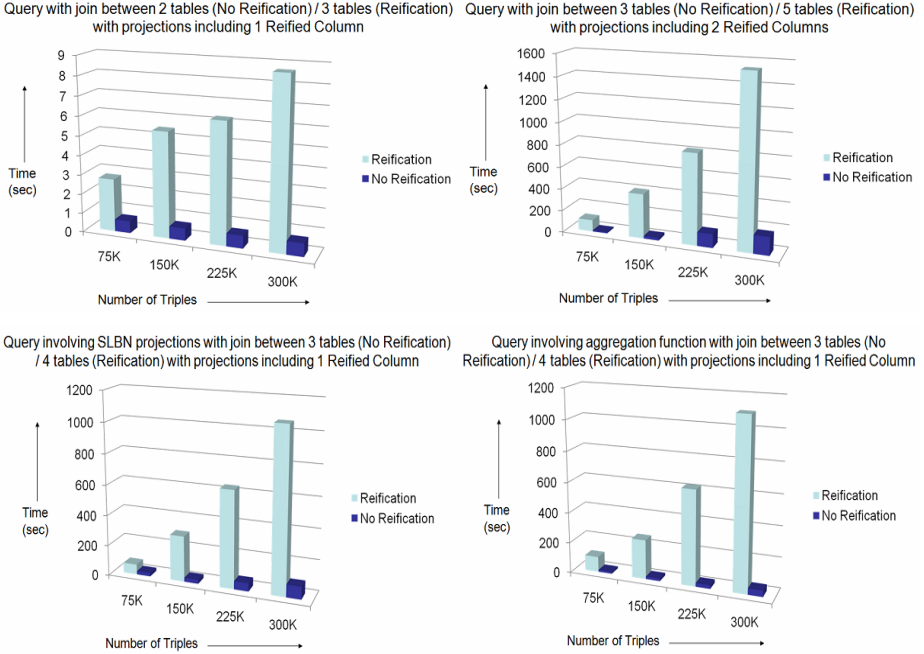 Query with join between 2 tables (No Reification) / 3 tables (Reification)
with projections including 1 Reified Column
9
8
7
6
5
4
3
2
1
0
Time
(sec)
75K
150K
225K
300K
Number of Triples
Reification
No Reification
Query with join between 3 tables (No Reification) / 5 tables (Reification)
with projections including 2 Reified Columns
1600
1400
1200
1000
800
600
400
200
0
Time
(sec)
75K
150K
225K
300K
Number of Triples
Reification
No Reification
Query involving SLBN projections with join between 3 tables (No Reification)
/ 4 tables (Reification) with projections including 1 Reified Column
1200
1000
800
600
400
200
0
Time
(sec)
75K
150K
225K
300K
Number of Triples
Reification
No Reification
Query involving aggregation function with join between 3 tables (No
Reification) / 4 tables (Reification) with projections including 1 Reified Column
1200
1000
800
600
400
200
0
Time
(sec)
75K
150K
225K
300K
Number of Triples
Reification
No Reification